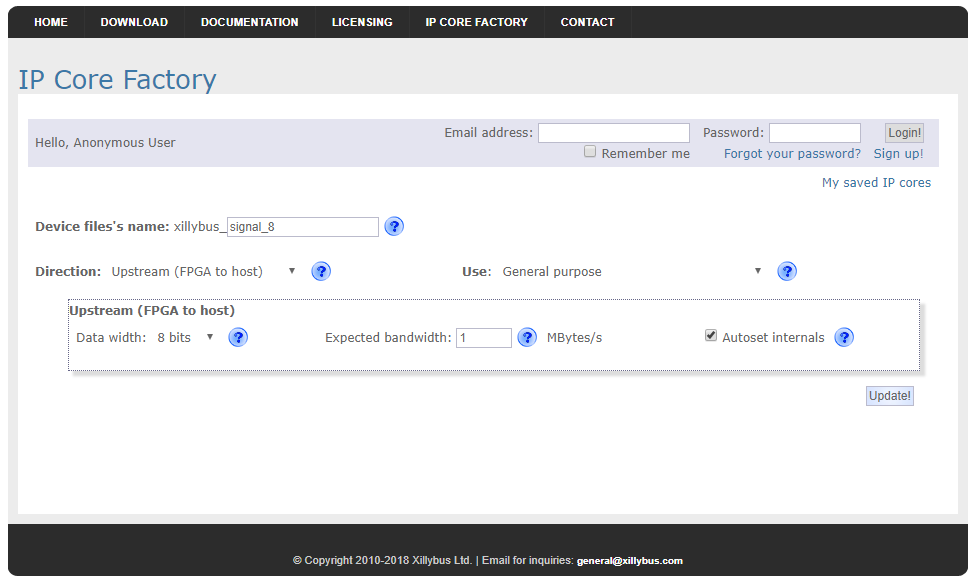 HOME DOWNLOAD DOCUMENTATION LICENSING IP CORE FACTORY CONTACT
IP Core Factory
Hello, Anonymous User
Email address: Password: Login!
Remember me Forgot your password? Sign up!
My saved IP cores
Device files's name: xillybus_ signal_8 ?
Direction: Upstream (FPGA to host) ▼ ? Use: General purpose ▼ ?
Upstream (FPGA to host)
Data width: 8 bits ▼ ? Expected bandwidth: 1 ? MBytes/s Autoset internals ?
Update!
© Copyright 2010-2018 Xillybus Ltd. | Email for inquiries: general@xillybus.com